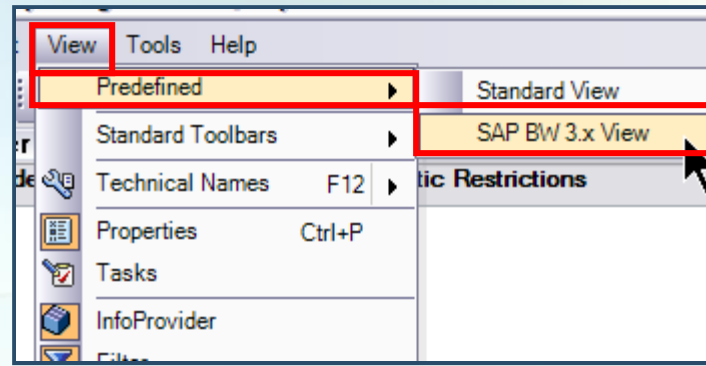 View Tools Help
Predefined
Standard View
Standard Toolbars
SAP BW 3.x View
Technical Names F12
tic Restrictions
Properties Ctrl+P
Tasks
InfoProvider